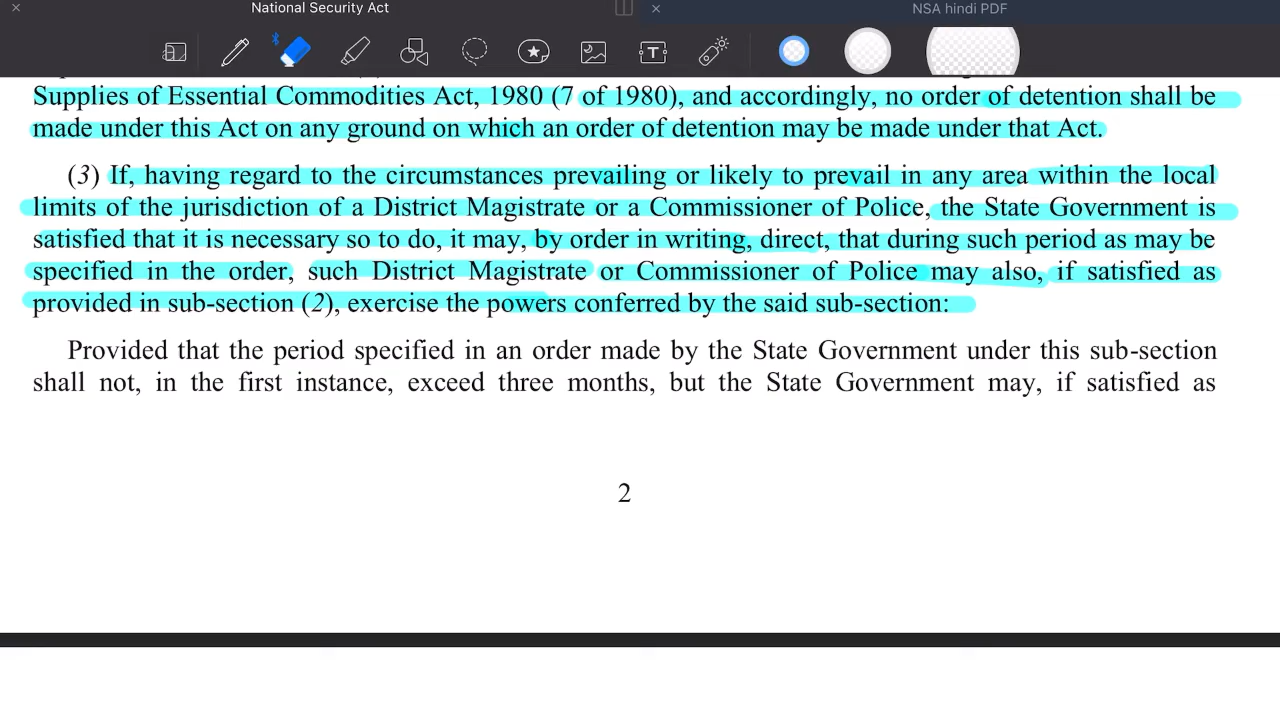 National Security Act
NSA hindi PDF
Supplies of Essential Commodities Act, 1980 (7 of 1980), and accordingly, no order of detention shall be
made under this Act on any ground on which an order of detention may be made under that Act.
(3) If, having regard to the circumstances prevailing or likely to prevail in any area within the local
limits of the jurisdiction of a District Magistrate or a Commissioner of Police, the State Government is
satisfied that it is necessary so to do, it may, by order in writing, direct, that during such period as may be
specified in the order, such District Magistrate or Commissioner of Police may also, if satisfied as
provided in sub-section (2), exercise the powers conferred by the said sub-section:
Provided that the period specified in an order made by the State Government under this sub-section
shall not, in the first instance, exceed three months, but the State Government may, if satisfied as
2